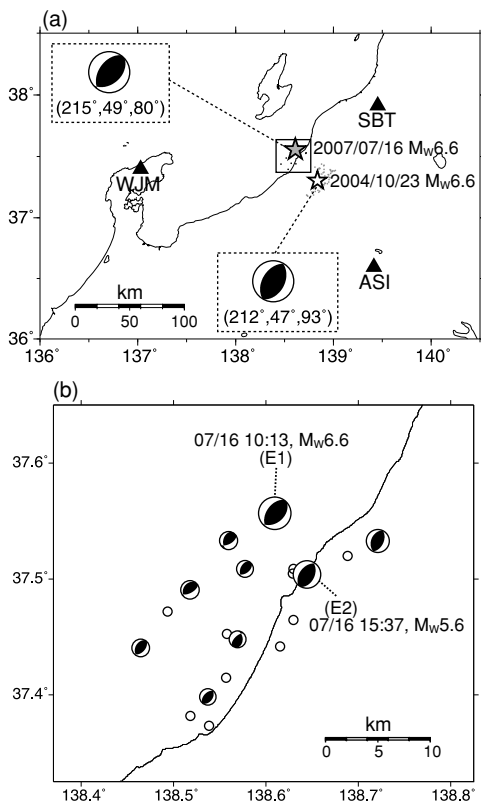 (a)
38˚
37˚
36˚
136˚
137˚
138˚
139˚
140˚
(215˚,49˚,80˚)
SBT
2007/07/16 Mw6.6
WJM
2004/10/23 Mw6.6
ASI
km
0 50 100
(212˚,47˚,93˚)
(b)
37.6˚
37.5˚
37.4˚
07/16 10:13, Mw6.6
(E1)
(E2)
07/16 15:37, Mw5.6
km
0 5 10
138.4˚ 138.5˚ 138.6˚ 138.7˚ 138.8˚